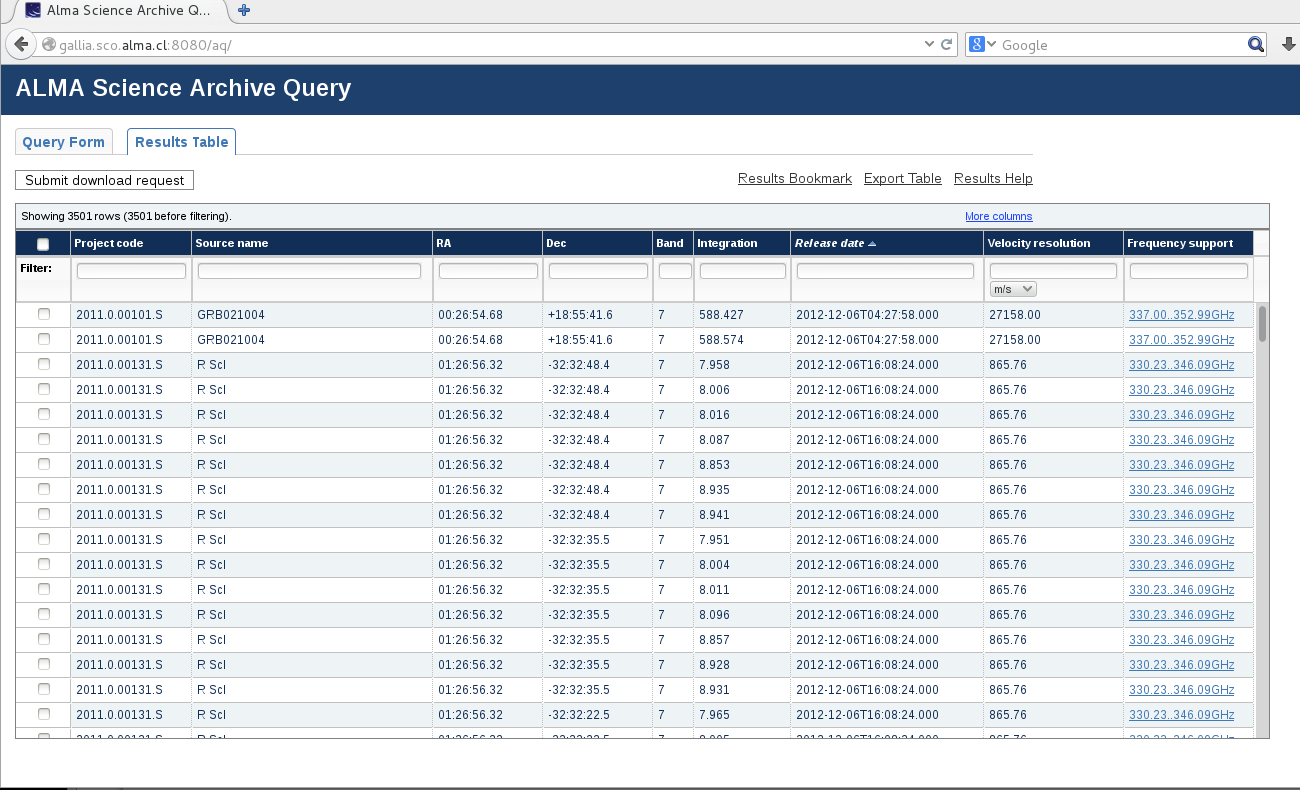 Alma Science Archive Q...
gallia.sco.alma.cl:8080/aq/
Google
ALMA Science Archive Query
Query Form Results Table
Submit download request Results Bookmark Export Table Results Help
Showing 3501 rows (3501 before filtering). More columns
Project code Source name RA Dec Band Integration Release date Velocity resolution Frequency support
Filter:
m/s
2011.0.00101.S GRB021004 00:26:54.68 +18:55:41.6 7 588.427 2012-12-06T04:27:58.000 27158.00 337.00..352.99GHz
2011.0.00101.S GRB021004 00:26:54.68 +18:55:41.6 7 588.574 2012-12-06T04:27:58.000 27158.00 337.00..352.99GHz
2011.0.00131.S R Scl 01:26:56.32 -32:32:48.4 7 7.958 2012-12-06T16:08:24.000 865.76 330.23..346.09GHz
2011.0.00131.S R Scl 01:26:56.32 -32:32:48.4 7 8.006 2012-12-06T16:08:24.000 865.76 330.23..346.09GHz
2011.0.00131.S R Scl 01:26:56.32 -32:32:48.4 7 8.016 2012-12-06T16:08:24.000 865.76 330.23..346.09GHz
2011.0.00131.S R Scl 01:26:56.32 -32:32:48.4 7 8.087 2012-12-06T16:08:24.000 865.76 330.23..346.09GHz
2011.0.00131.S R Scl 01:26:56.32 -32:32:48.4 7 8.853 2012-12-06T16:08:24.000 865.76 330.23..346.09GHz
2011.0.00131.S R Scl 01:26:56.32 -32:32:48.4 7 8.935 2012-12-06T16:08:24.000 865.76 330.23..346.09GHz
2011.0.00131.S R Scl 01:26:56.32 -32:32:48.4 7 8.941 2012-12-06T16:08:24.000 865.76 330.23..346.09GHz
2011.0.00131.S R Scl 01:26:56.32 -32:32:35.5 7 7.951 2012-12-06T16:08:24.000 865.76 330.23..346.09GHz
2011.0.00131.S R Scl 01:26:56.32 -32:32:35.5 7 8.004 2012-12-06T16:08:24.000 865.76 330.23..346.09GHz
2011.0.00131.S R Scl 01:26:56.32 -32:32:35.5 7 8.011 2012-12-06T16:08:24.000 865.76 330.23..346.09GHz
2011.0.00131.S R Scl 01:26:56.32 -32:32:35.5 7 8.096 2012-12-06T16:08:24.000 865.76 330.23..346.09GHz
2011.0.00131.S R Scl 01:26:56.32 -32:32:35.5 7 8.857 2012-12-06T16:08:24.000 865.76 330.23..346.09GHz
2011.0.00131.S R Scl 01:26:56.32 -32:32:35.5 7 8.928 2012-12-06T16:08:24.000 865.76 330.23..346.09GHz
2011.0.00131.S R Scl 01:26:56.32 -32:32:35.5 7 8.931 2012-12-06T16:08:24.000 865.76 330.23..346.09GHz
2011.0.00131.S R Scl 01:26:56.32 -32:32:22.5 7 7.965 2012-12-06T16:08:24.000 865.76 330.23..346.09GHz